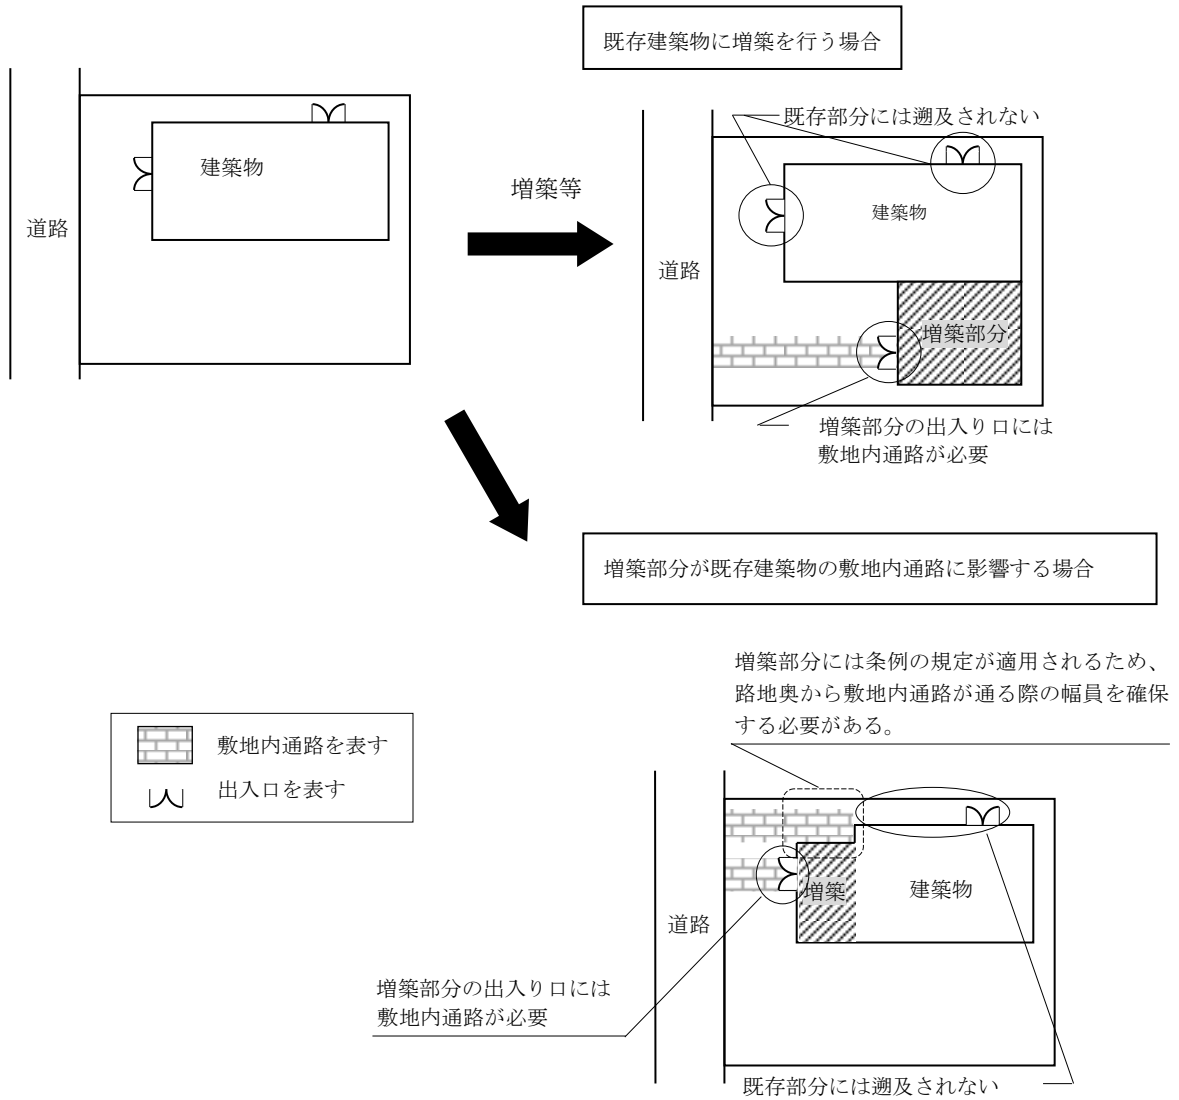 既存建築物に増築を行う場合
既存部分には遡及されない
建築物
道路
増築等
建築物
道路
増築部分
増築部分の出入り口には
敷地内通路が必要
増築部分が既存建築物の敷地内通路に影響する場合
増築部分には条例の規定が適用されるため、
路地奥から敷地内通路が通る際の幅員を確保
する必要がある。
敷地内通路を表す
出入口を表す
増築
建築物
道路
増築部分の出入り口には
敷地内通路が必要
既存部分には遡及されない